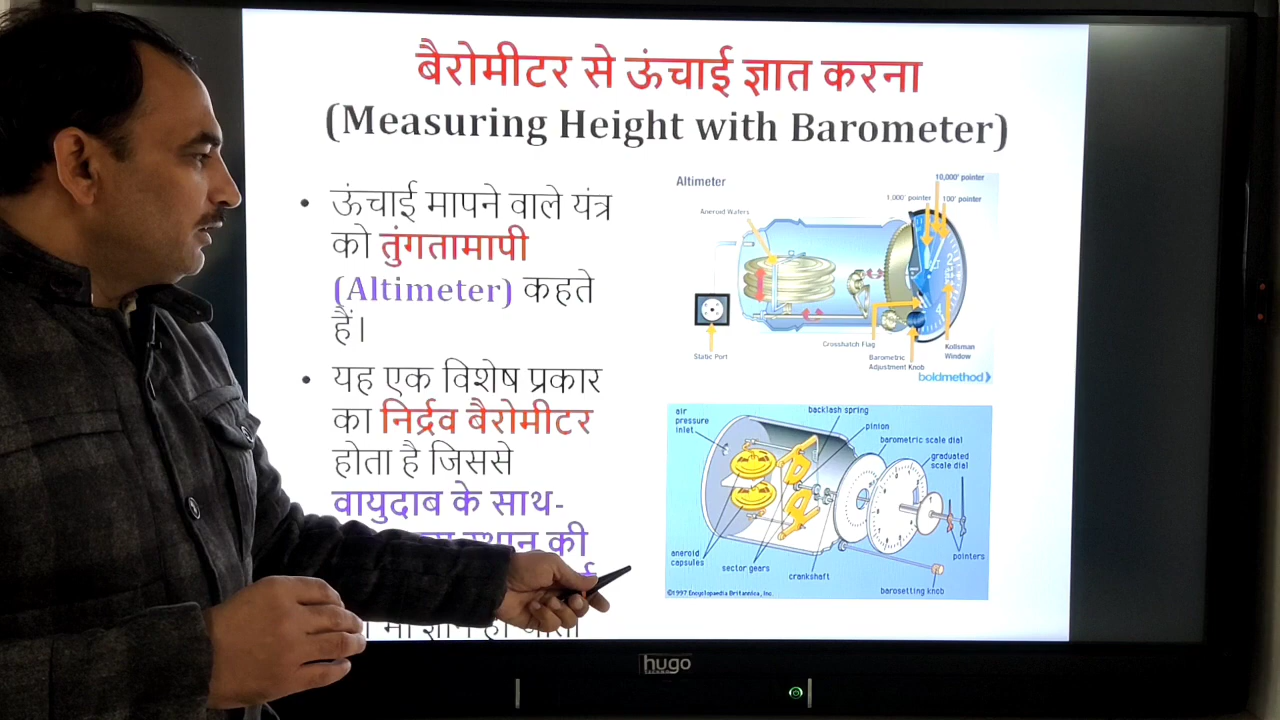 बैरोमीटर से ऊंचाई ज्ञात करना
(Measuring Height with Barometer)
• ऊंचाई मापने वाले यंत्र
को तुंगतामापी
(Altimeter) कहते
हैं।
• यह एक विशेष प्रकार
का निर्द्रव बैरोमीटर
होता है जिससे
वायुदाब के साथ-
स्थान की
Altimeter
10,000' pointer
1,000' pointer
100' pointer
Aneroid Wafers
Static Port
Crosshatch Flag
Barometric
Adjustment Knob
Kollsman
Window
boldmethod
air
pressure
inlet
backlash spring
pinion
barometric scale dial
graduated
scale dial
aneroid
capsules
sector gears
crankshaft
pointers
barosetting knob
©1997 Encyclopaedia Britannica, Inc.
hugo